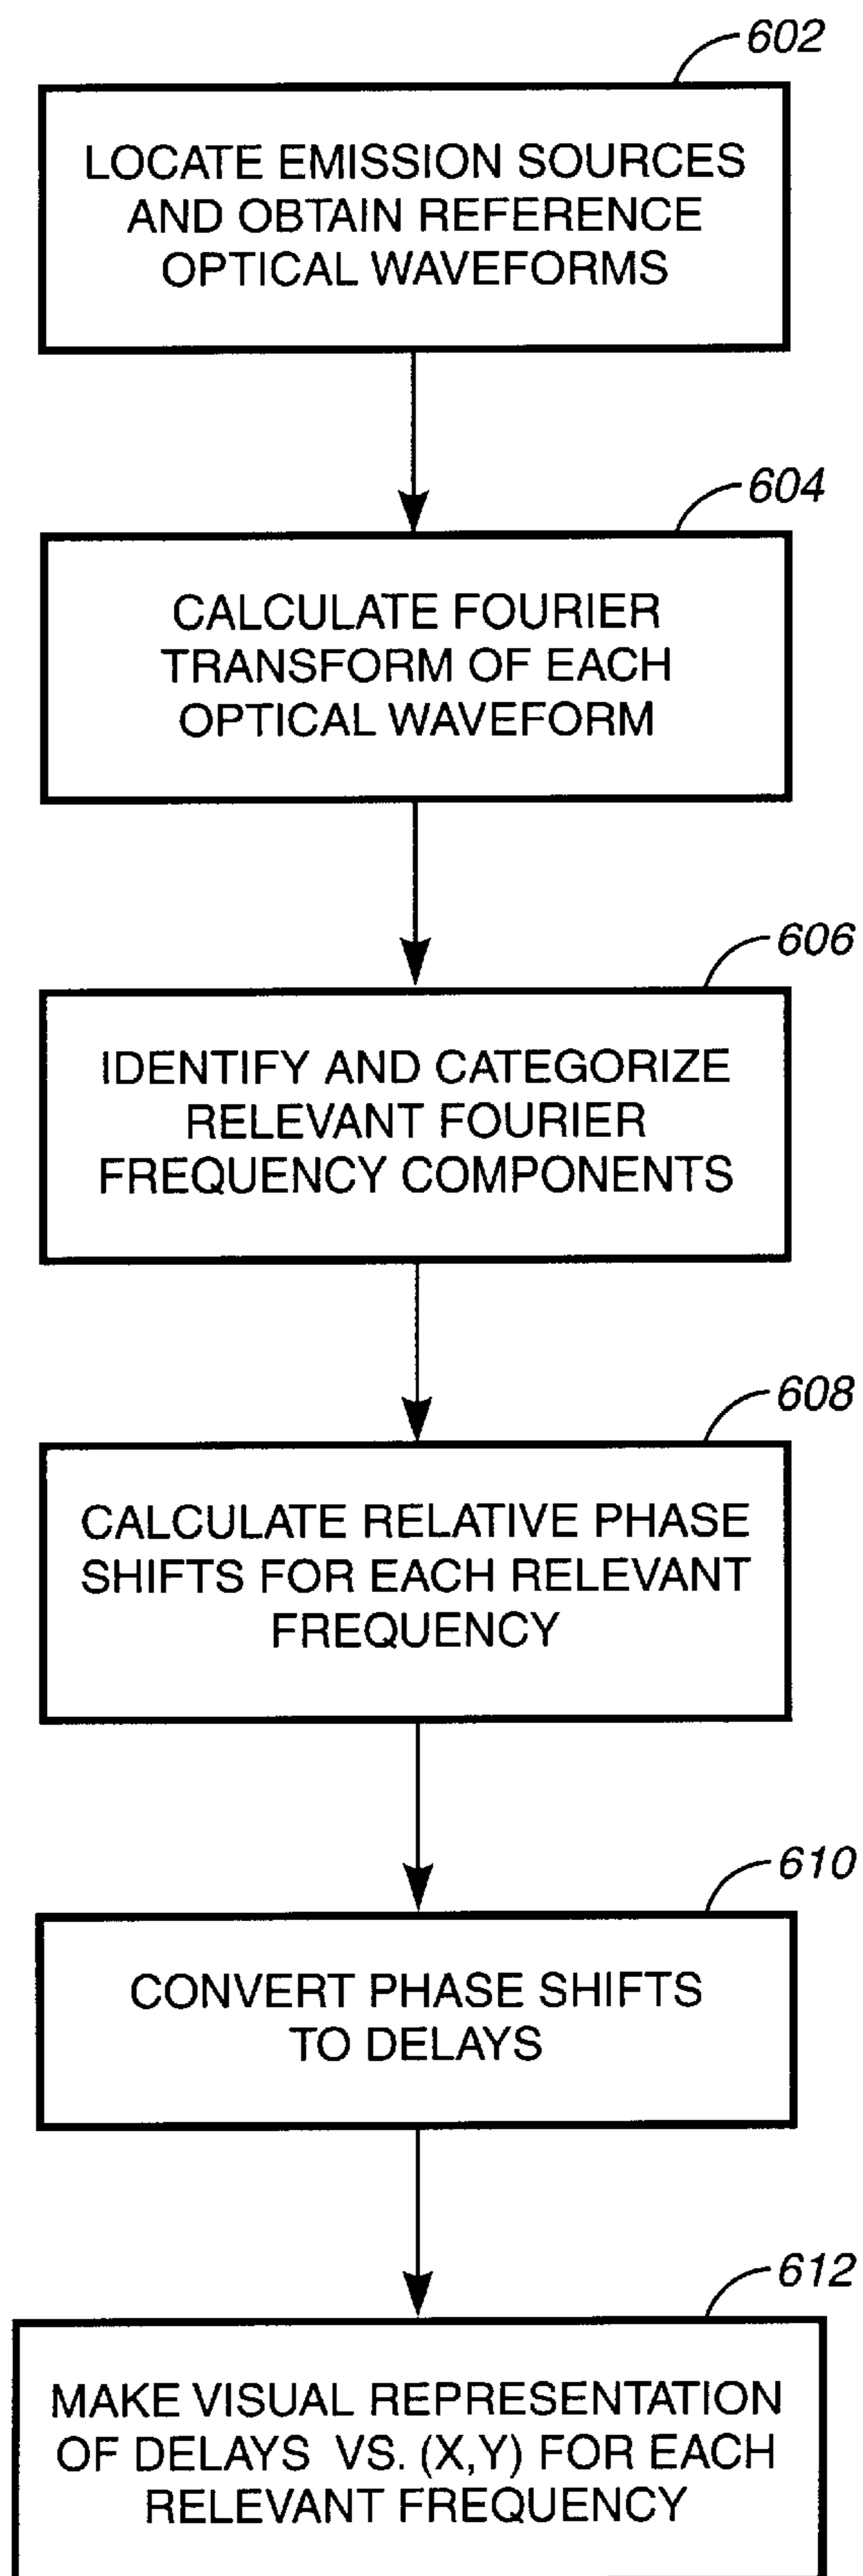 602
LOCATE EMISSION SOURCES
AND OBTAIN REFERENCE
OPTICAL WAVEFORMS
604
CALCULATE FOURIER
TRANSFORM OF EACH
OPTICAL WAVEFORM
606
IDENTIFY AND CATEGORIZE
RELEVANT FOURIER
FREQUENCY COMPONENTS
608
CALCULATE RELATIVE PHASE
SHIFTS FOR EACH RELEVANT
FREQUENCY
610
CONVERT PHASE SHIFTS
TO DELAYS
612
MAKE VISUAL REPRESENTATION
OF DELAYS VS. (X,Y) FOR EACH
RELEVANT FREQUENCY